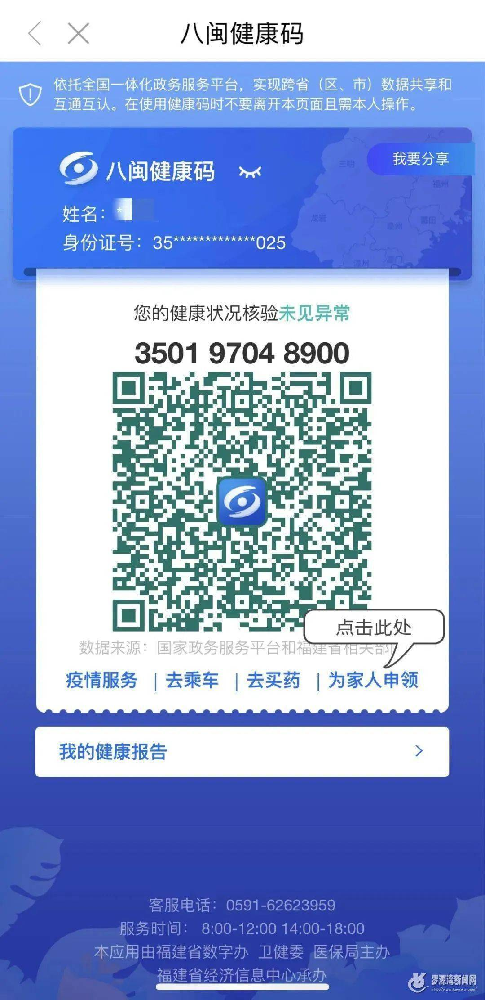 八闽健康码
依托全国一体化政务服务平台，实现跨省（区、市）数据共享和
互通互认。在使用健康码时不要离开本页面且需本人操作。
我要分享
八闽健康码
姓名：*
身份证号：35*************025
三明
福州
龙岩
泉州
莆田
漳州
厦门
您的健康状况核验未见异常
3501 9704 8900
点击此处
数据来源：国家政务服务平台和福建省相关部
疫情服务 | 去乘车 | 去买药 | 为家人申领
我的健康报告
客服电话：0591-62623959
服务时间： 8:00-12:00 14:00-18:00
本应用由福建省数字办 卫健委 医保局主办
福建省经济信息中心承办
罗源湾新闻网
http://www.lywxww.com/